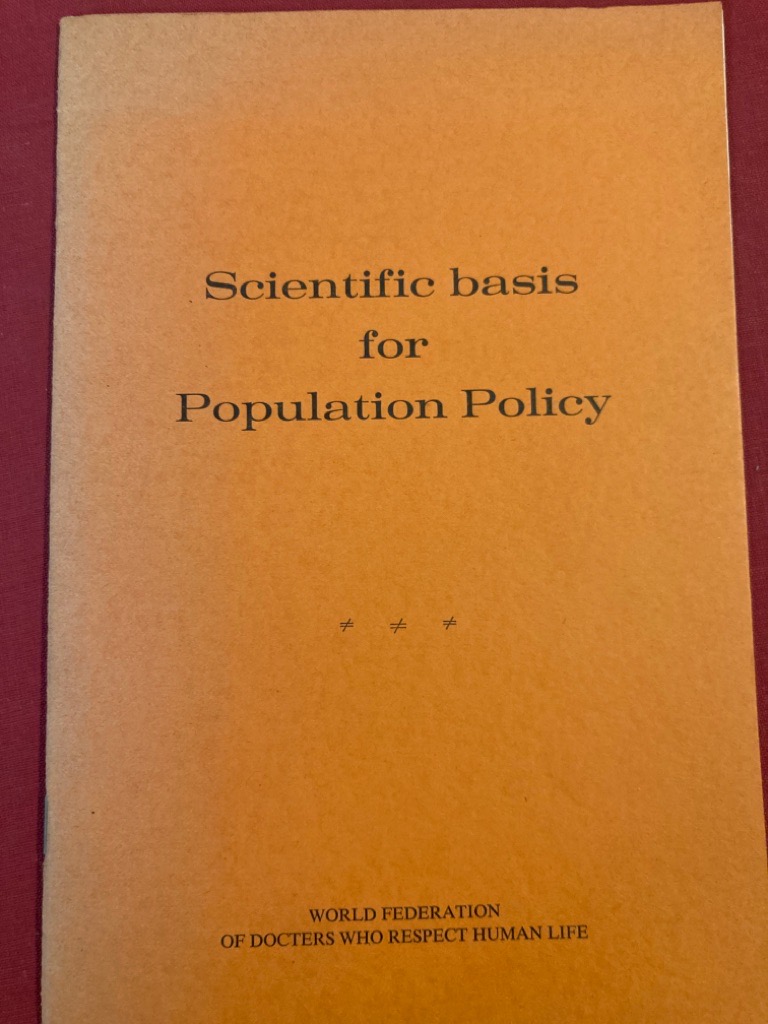 Scientific basis
for
Population Policy
≠ ≠ ≠
WORLD FEDERATION
OF DOCTERS WHO RESPECT HUMAN LIFE